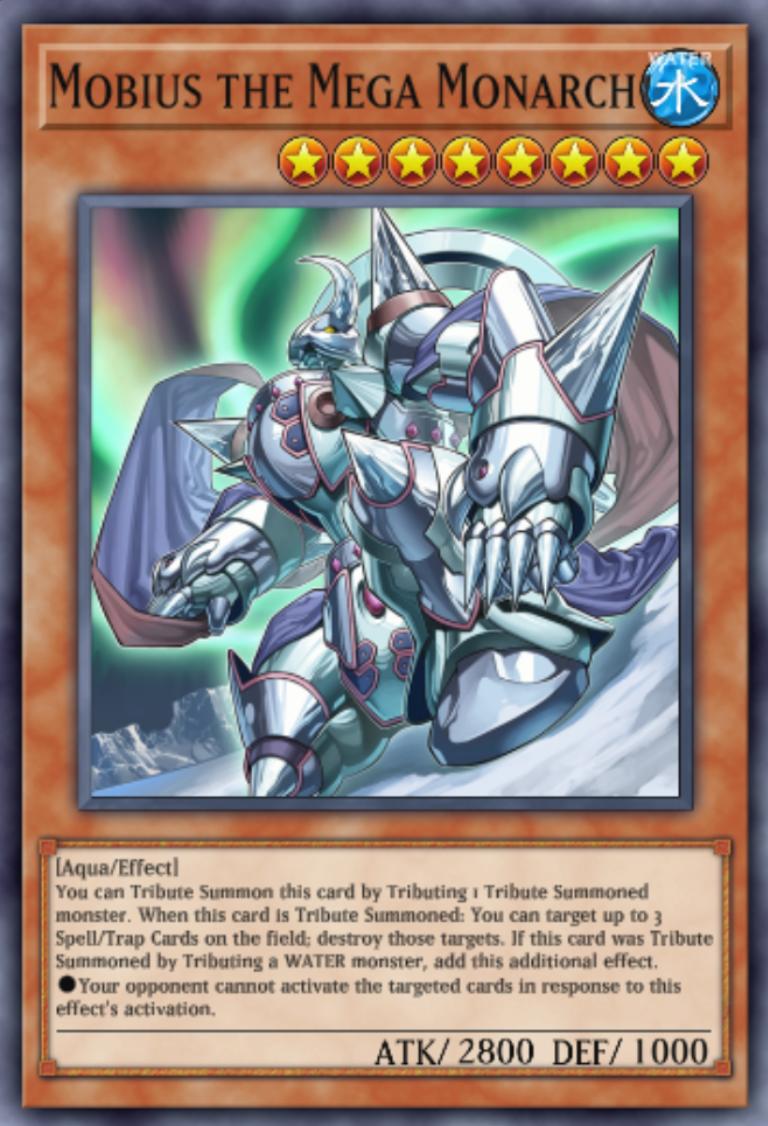 MOBIUS THE MEGA MONARCH
WATER
水
[Aqua/Effect]
You can Tribute Summon this card by Tributing 1 Tribute Summoned
monster. When this card is Tribute Summoned: You can target up to 3
Spell/Trap Cards on the field; destroy those targets. If this card was Tribute
Summoned by Tributing a WATER monster, add this additional effect.
●Your opponent cannot activate the targeted cards in response to this
effect's activation.
ATK/ 2800 DEF/ 1000